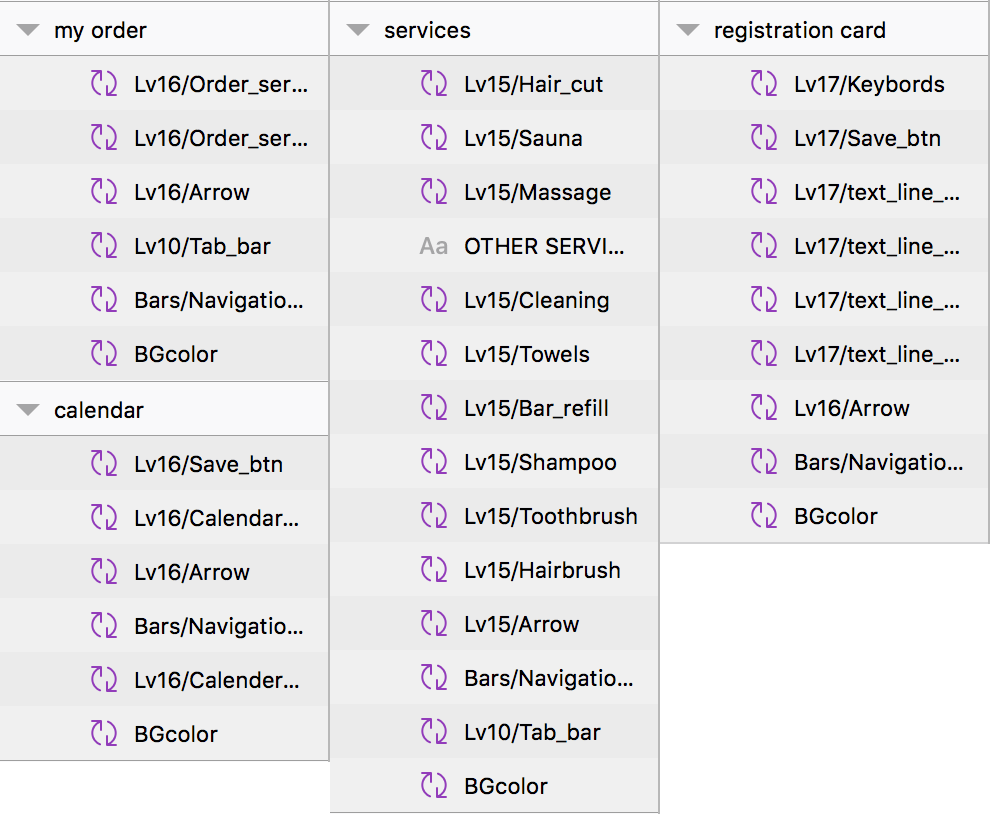 my order
Lv16/Order_ser...
Lv16/Order_ser...
Lv16/Arrow
Lv10/Tab_bar
Bars/Navigatio...
BGcolor
calendar
Lv16/Save_btn
Lv16/Calendar...
Lv16/Arrow
Bars/Navigatio...
Lv16/Calender...
BGcolor
services
Lv15/Hair_cut
Lv15/Sauna
Lv15/Massage
Aa OTHER SERVI...
Lv15/Cleaning
Lv15/Towels
Lv15/Bar_refill
Lv15/Shampoo
Lv15/Toothbrush
Lv15/Hairbrush
Lv15/Arrow
Bars/Navigatio...
Lv10/Tab_bar
BGcolor
registration card
Lv17/Keybords
Lv17/Save_btn
Lv17/text_line_...
Lv17/text_line_...
Lv17/text_line_...
Lv17/text_line_...
Lv16/Arrow
Bars/Navigatio...
BGcolor